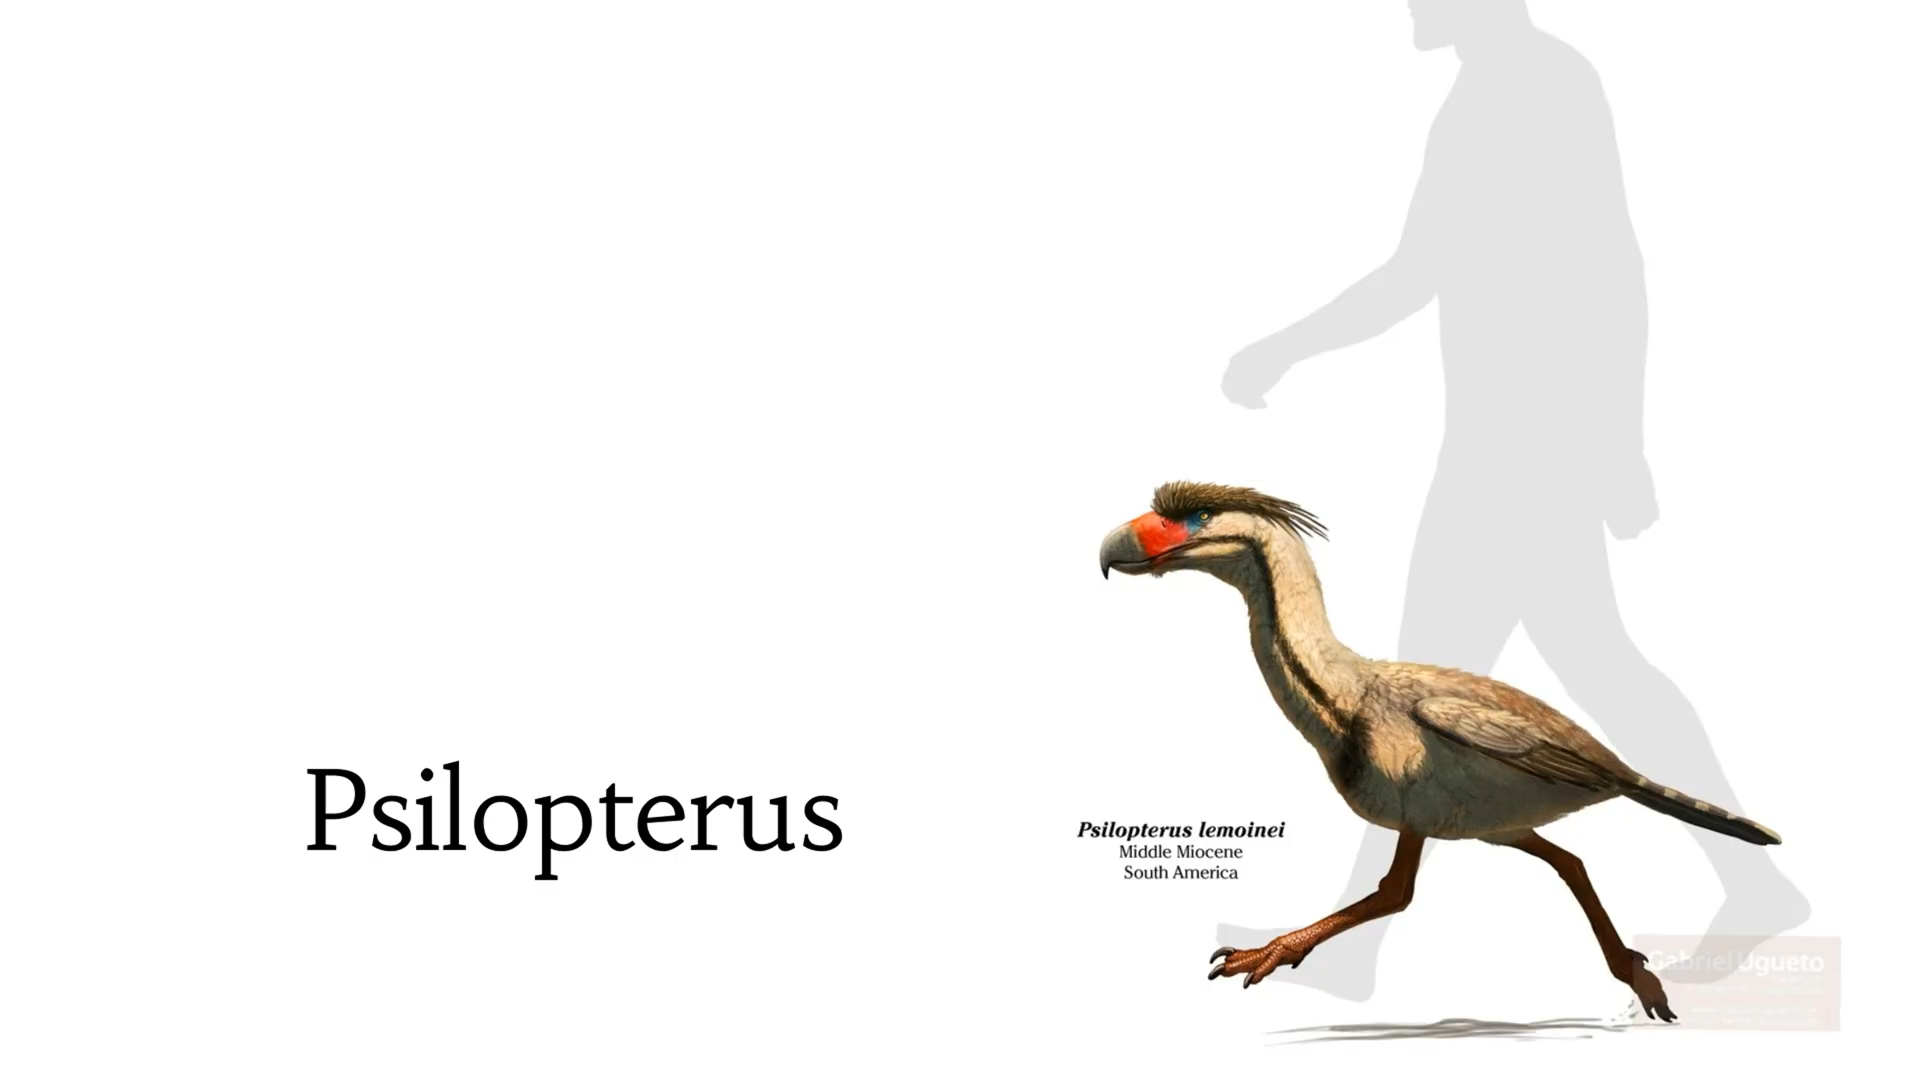 Psilopterus
Psilopterus lemoinei
Middle Miocene
South America
Gabriel Ugueto